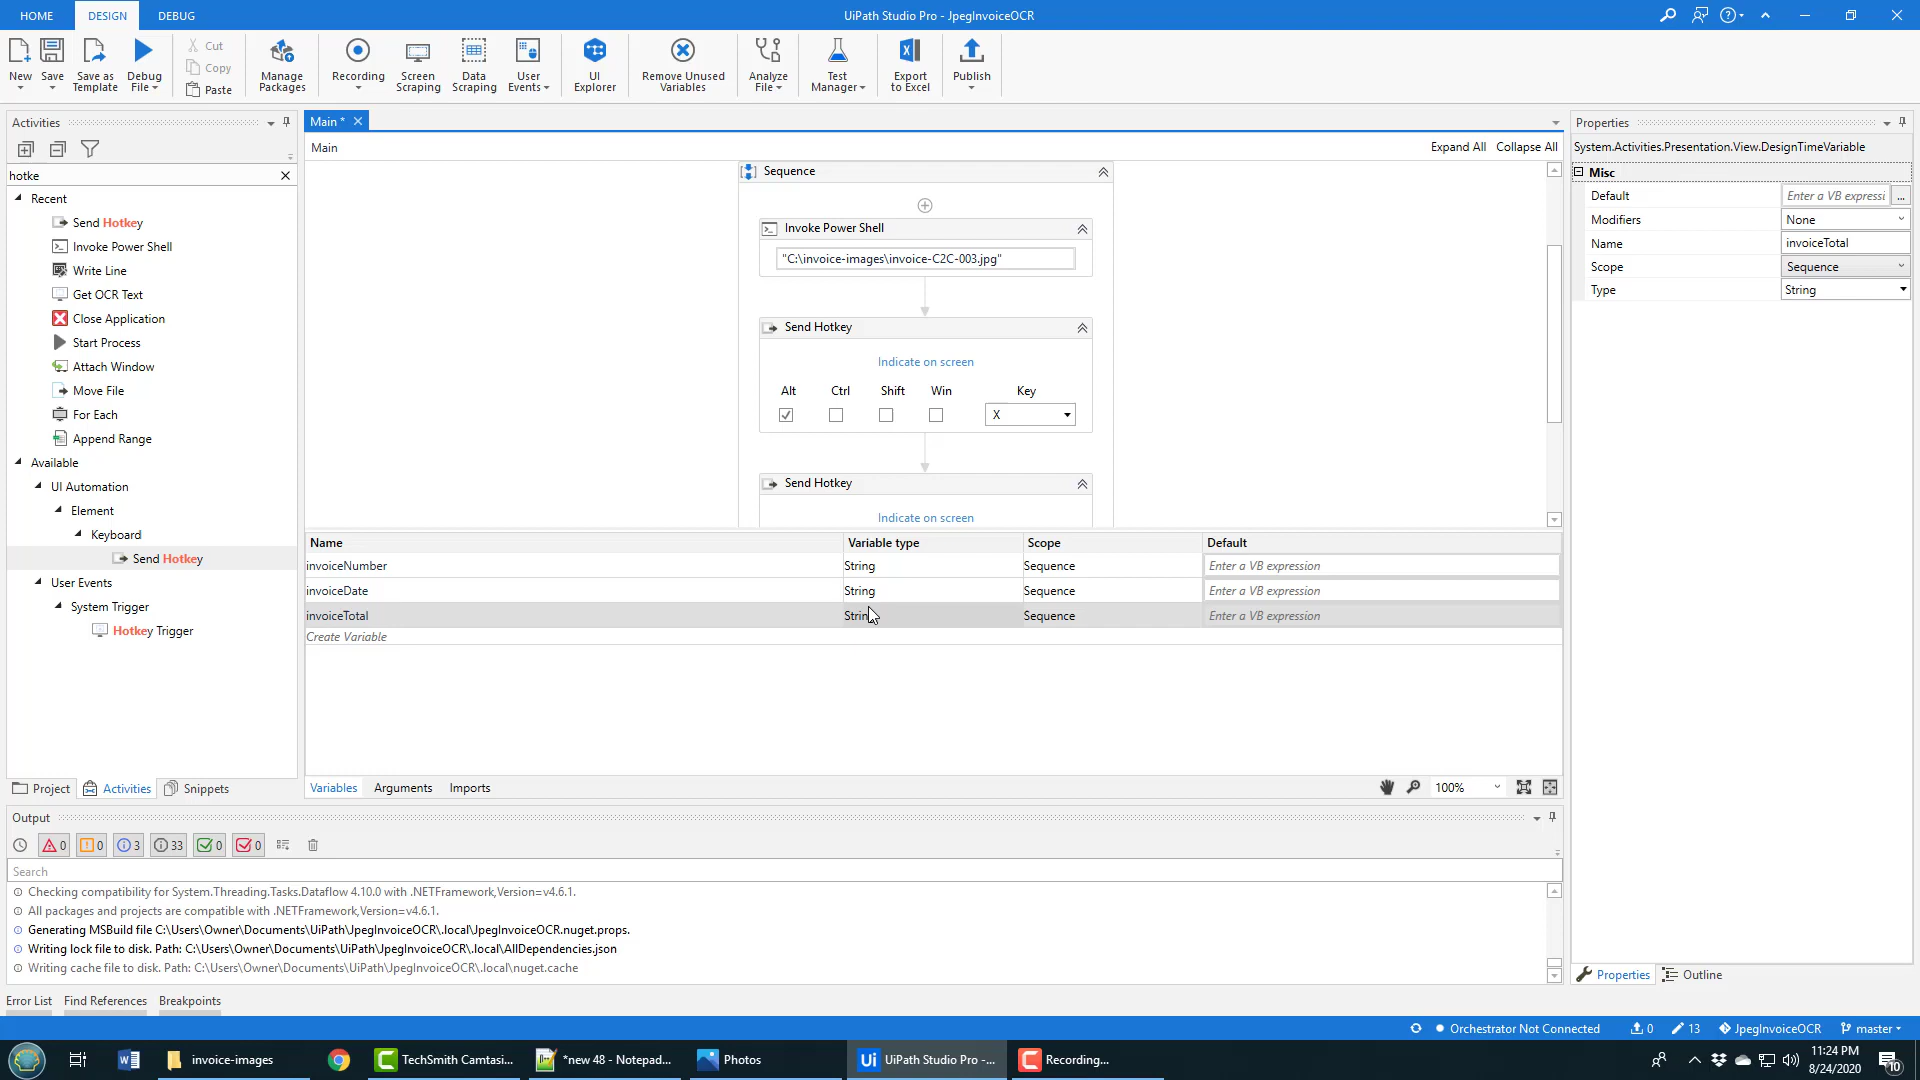 HOME DESIGN DEBUG UiPath Studio Pro - JpegInvoiceOCR
New Save Save as Template Debug File Cut Copy Paste Manage Packages Recording Screen Scraping Data Scraping User Events UI Explorer Remove Unused Variables Analyze File Test Manager Export to Excel Publish
Activities
hotke
Recent
Send Hotkey
Invoke Power Shell
Write Line
Get OCR Text
Close Application
Start Process
Attach Window
Move File
For Each
Append Range
Available
UI Automation
Element
Keyboard
Send Hotkey
User Events
System Trigger
Hotkey Trigger
Project Activities Snippets
Main *
Main Expand All Collapse All
Sequence
Invoke Power Shell
"C:\invoice-images\invoice-C2C-003.jpg"
Send Hotkey
Indicate on screen
Alt Ctrl Shift Win Key
X
Send Hotkey
Indicate on screen
Name Variable type Scope Default
invoiceNumber String Sequence Enter a VB expression
invoiceDate String Sequence Enter a VB expression
invoiceTotal String Sequence Enter a VB expression
Create Variable
Variables Arguments Imports 100%
Properties
System.Activities.Presentation.View.DesignTimeVariable
Misc
Default Enter a VB expressi ...
Modifiers None
Name invoiceTotal
Scope Sequence
Type String
Properties Outline
Output
0 0 3 33 0 0
Search
Checking compatibility for System.Threading.Tasks.Dataflow 4.10.0 with .NETFramework,Version=v4.6.1.
All packages and projects are compatible with .NETFramework,Version=v4.6.1.
Generating MSBuild file C:\Users\Owner\Documents\UiPath\JpegInvoiceOCR\.local\JpegInvoiceOCR.nuget.props.
Writing lock file to disk. Path: C:\Users\Owner\Documents\UiPath\JpegInvoiceOCR\.local\AllDependencies.json
Writing cache file to disk. Path: C:\Users\Owner\Documents\UiPath\JpegInvoiceOCR\.local\nuget.cache
Error List Find References Breakpoints
Orchestrator Not Connected 0 13 JpegInvoiceOCR master
invoice-images TechSmith Camtasi... *new 48 - Notepad... Photos Ui UiPath Studio Pro -... Recording... 11:24 PM
8/24/2020 10